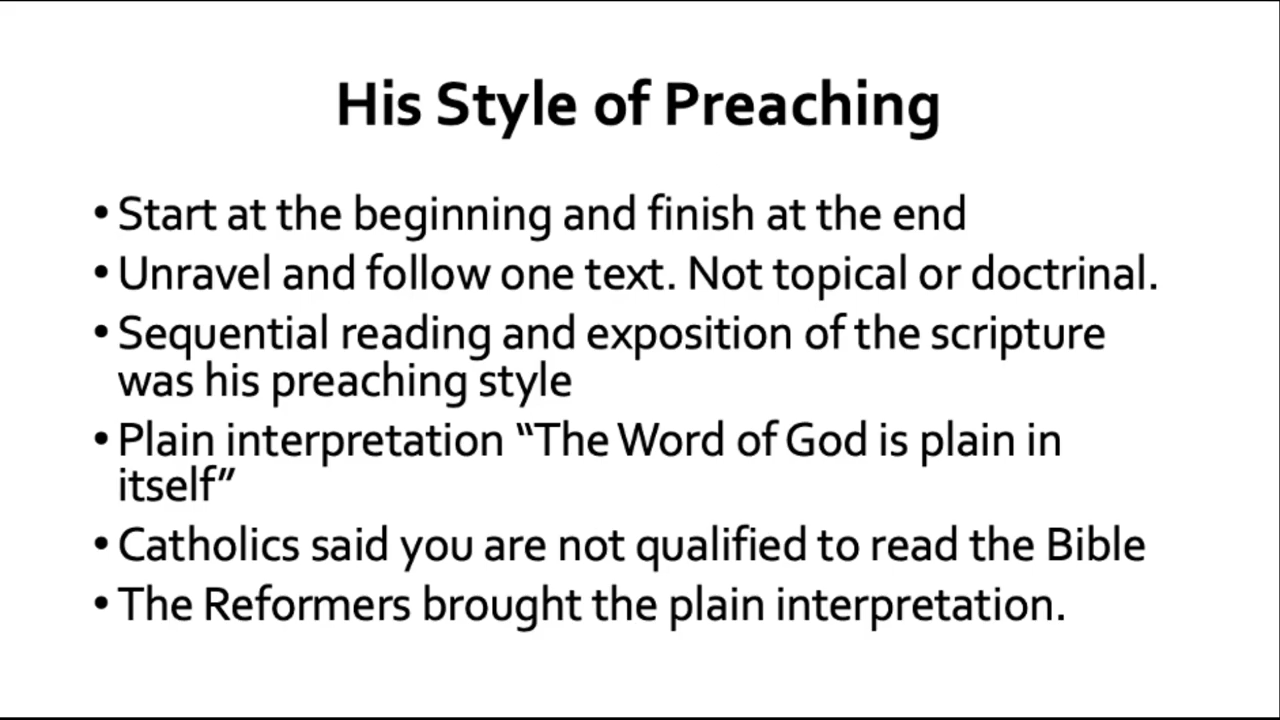 His Style of Preaching
• Start at the beginning and finish at the end
• Unravel and follow one text. Not topical or doctrinal.
• Sequential reading and exposition of the scripture
was his preaching style
• Plain interpretation “The Word of God is plain in
itself”
• Catholics said you are not qualified to read the Bible
• The Reformers brought the plain interpretation.